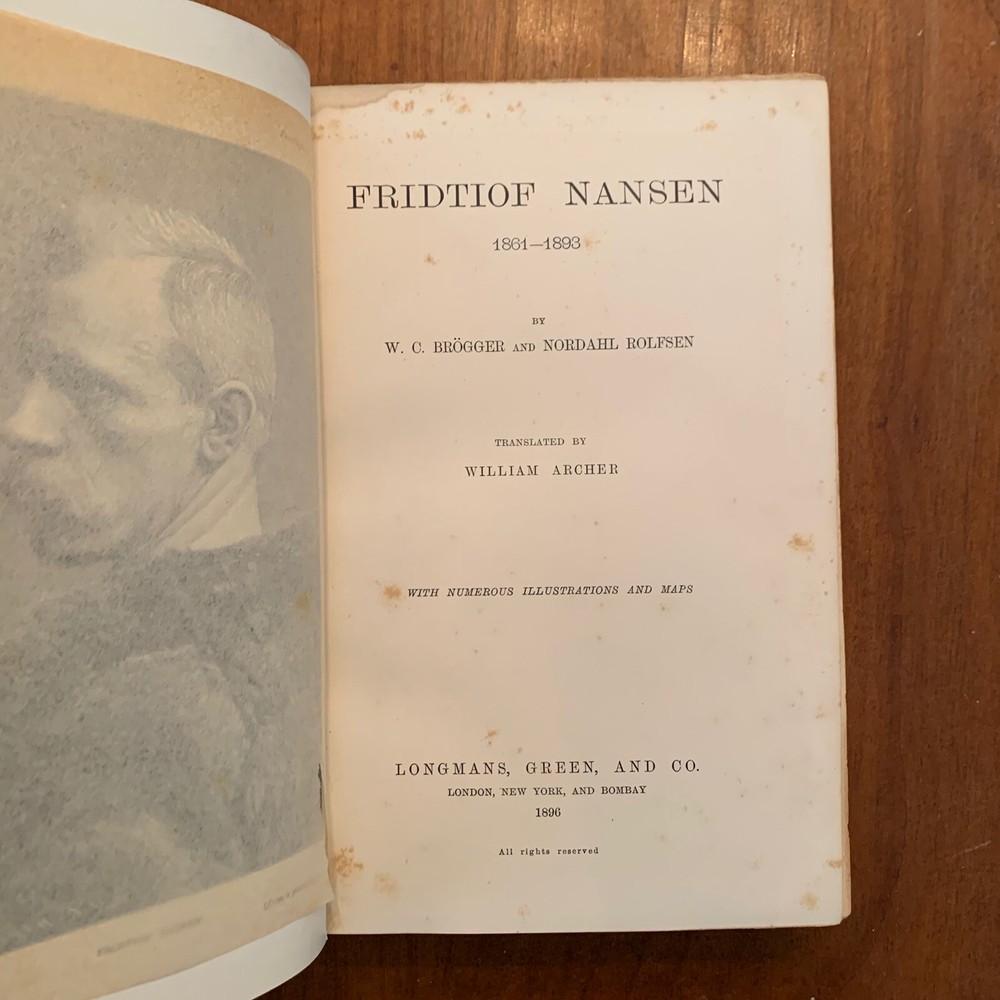 FRIDTIOF NANSEN
1861—1893
BY
W. C. BRÖGGER AND NORDAHL ROLFSEN
TRANSLATED BY
WILLIAM ARCHER
WITH NUMEROUS ILLUSTRATIONS AND MAPS
LONGMANS, GREEN, AND CO.
LONDON, NEW YORK, AND BOMBAY
1896
All rights reserved